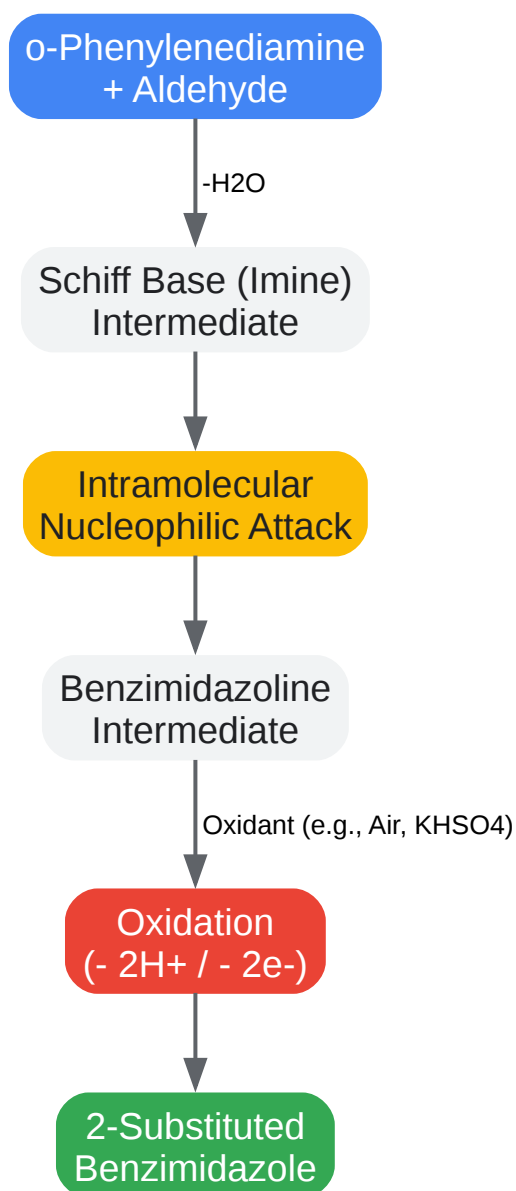 o-Phenylenediamine
+ Aldehyde
-H2O
Schiff Base (Imine)
Intermediate
Intramolecular
Nucleophilic Attack
Benzimidazoline
Intermediate
Oxidant (e.g., Air, KHSO4)
Oxidation
(- 2H+ / - 2e-)
2-Substituted
Benzimidazole